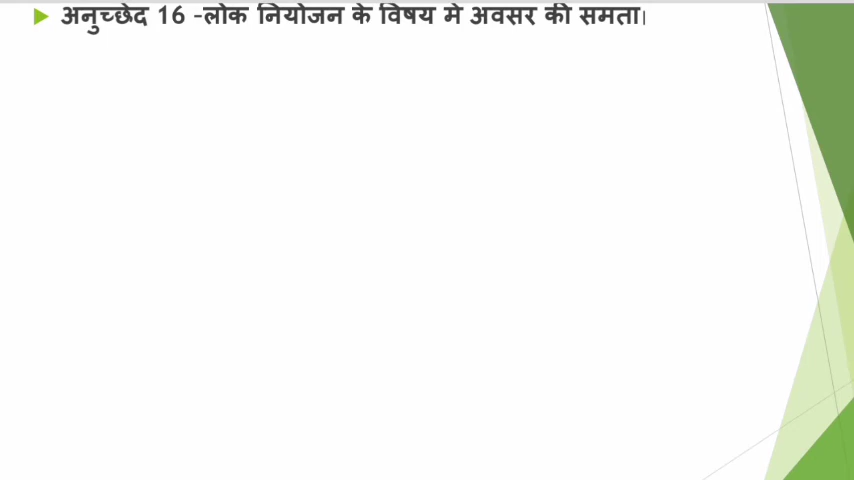 अनुच्छेद 16 -लोक नियोजन के विषय मे अवसर की समता।